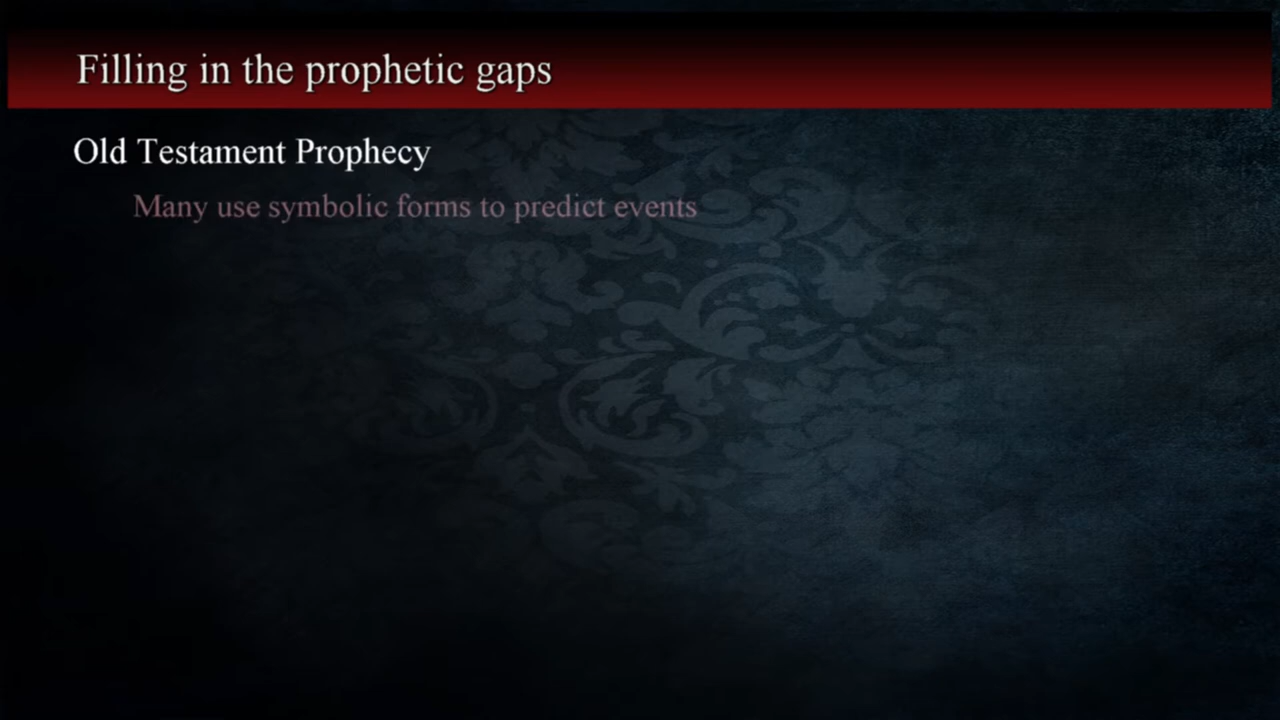 Filling in the prophetic gaps
Old Testament Prophecy
Many use symbolic forms to predict events